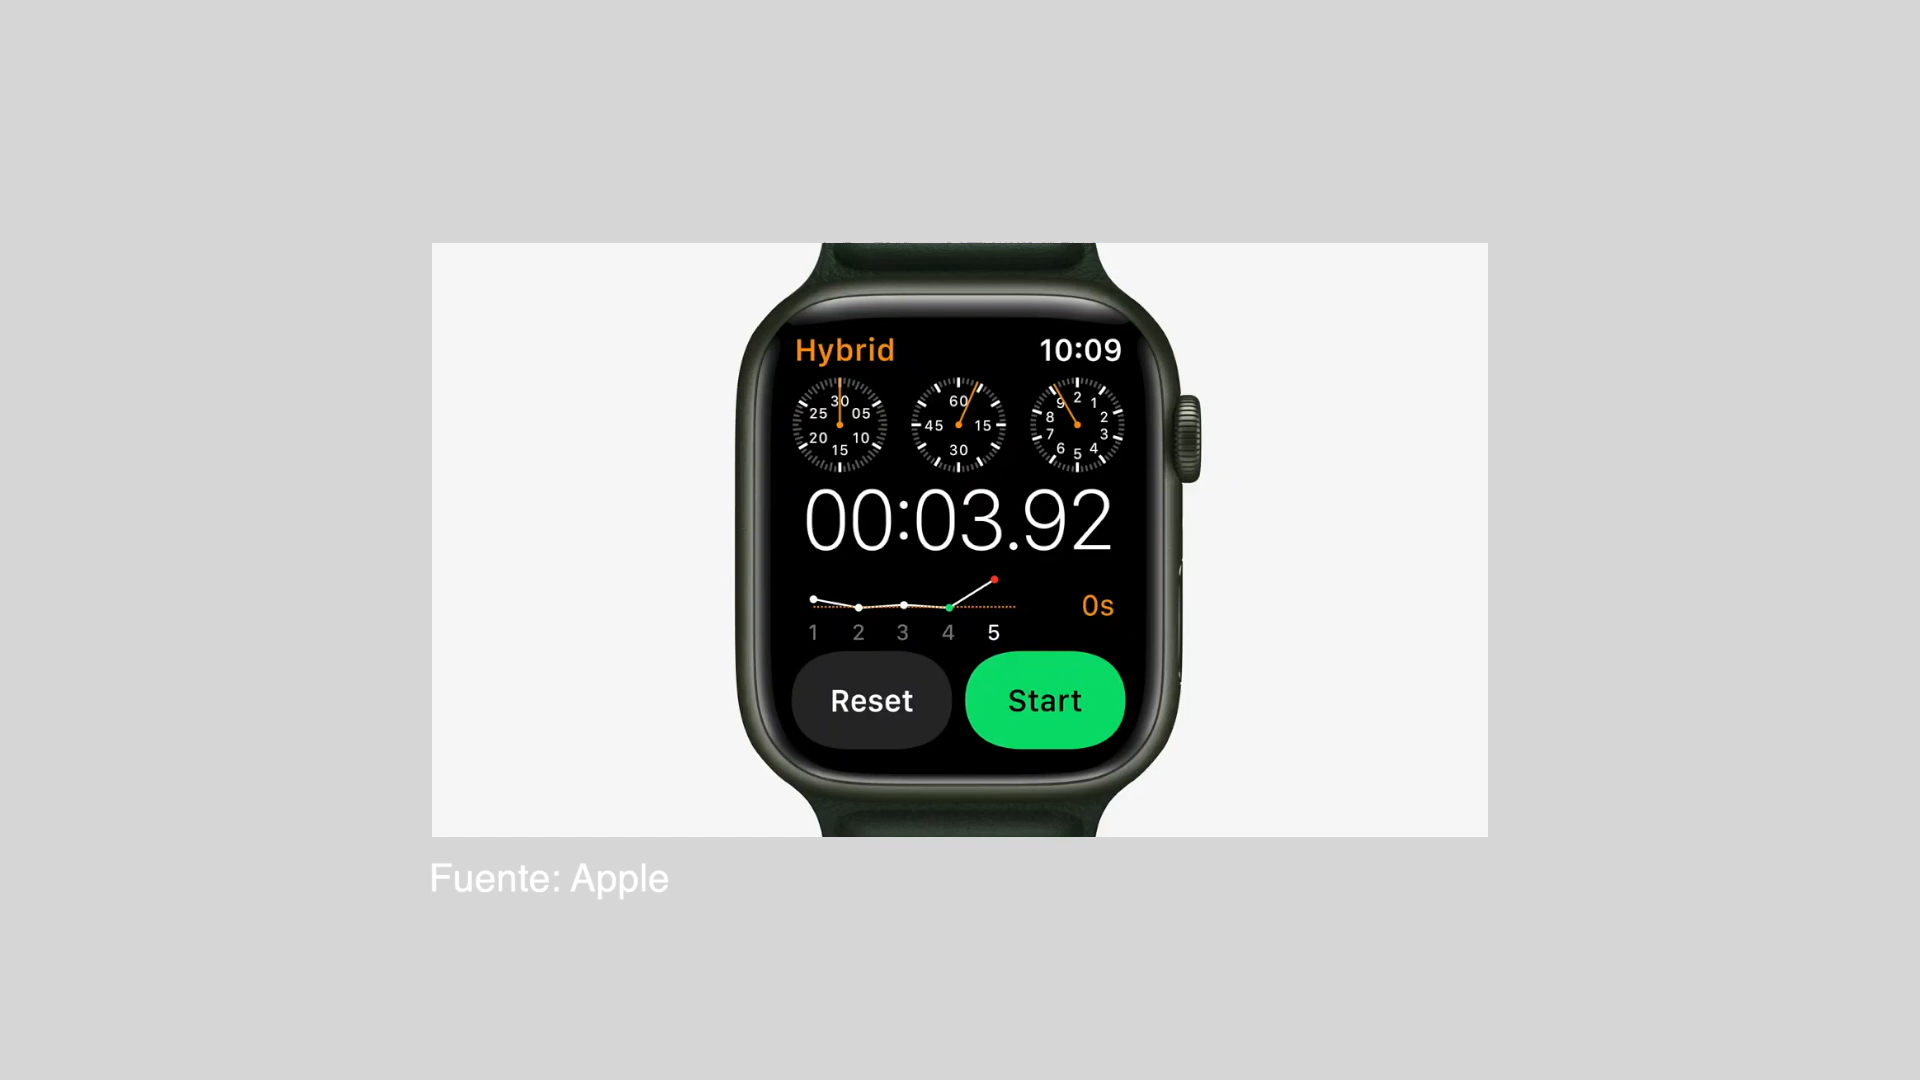 Hybrid 10:09
30 05 10 15 20 25
60 15 30 45
2 1 2 3 4 5 6 7 8 9
00:03.92
0s
1 2 3 4 5
Reset Start
Fuente: Apple